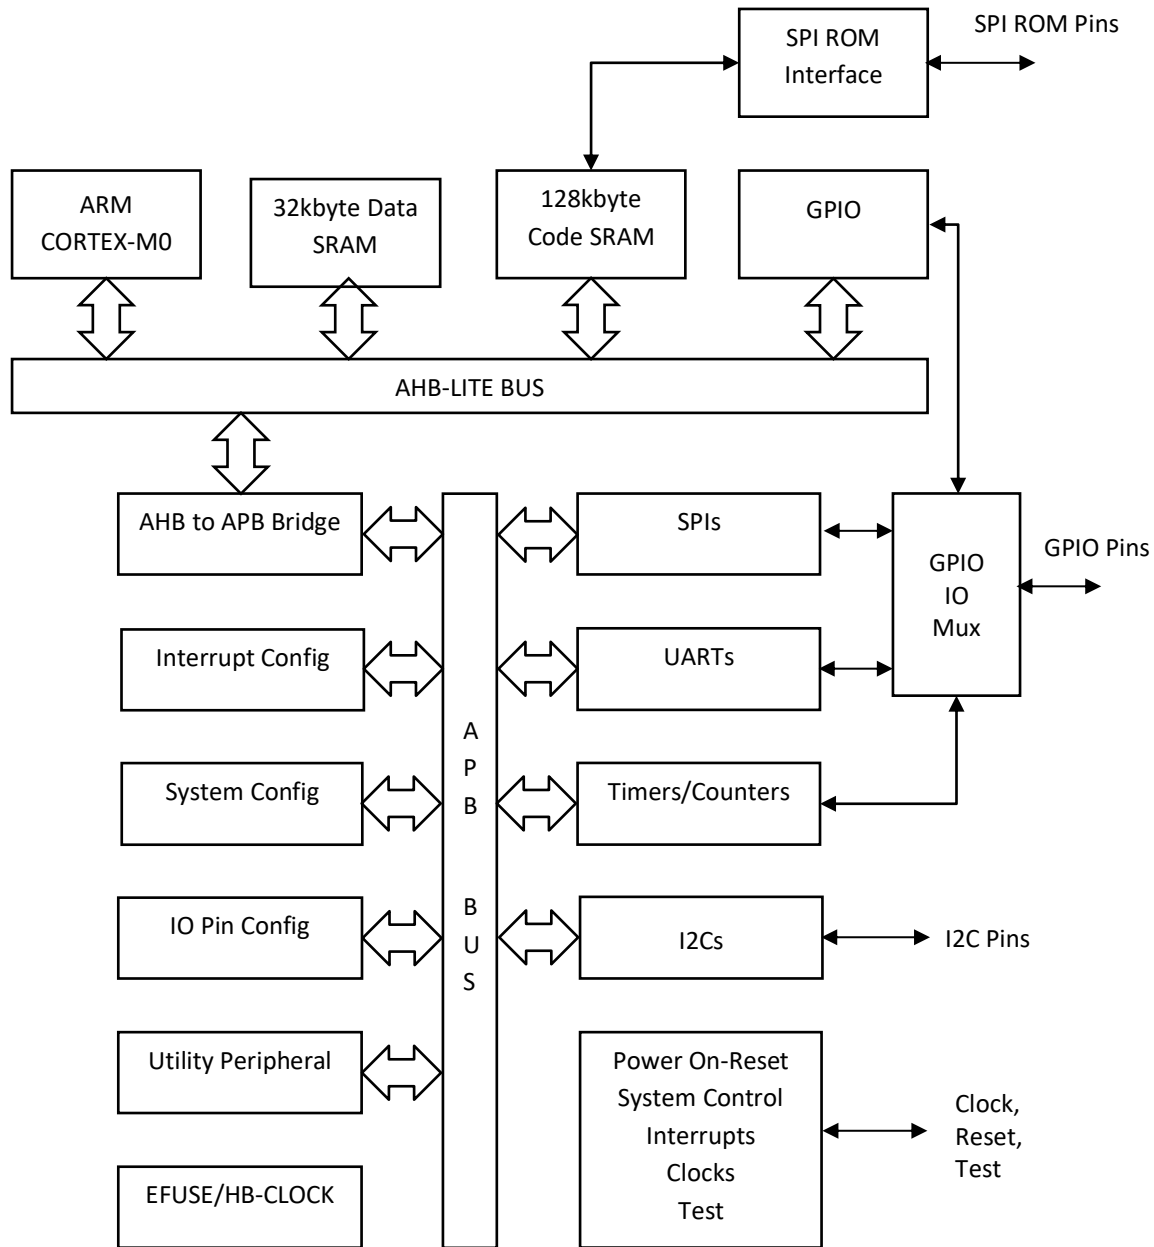 SPI ROM
Interface
SPI ROM Pins
ARM
CORTEX-M0
32kbyte Data
SRAM
128kbyte
Code SRAM
GPIO
AHB-LITE BUS
AHB to APB Bridge
SPIs
GPIO
IO
Mux
GPIO Pins
Interrupt Config
UARTs
A
P
B
B
U
S
System Config
Timers/Counters
IO Pin Config
I2Cs
I2C Pins
Utility Peripheral
Power On-Reset
System Control
Interrupts
Clocks
Test
Clock,
Reset,
Test
EFUSE/HB-CLOCK